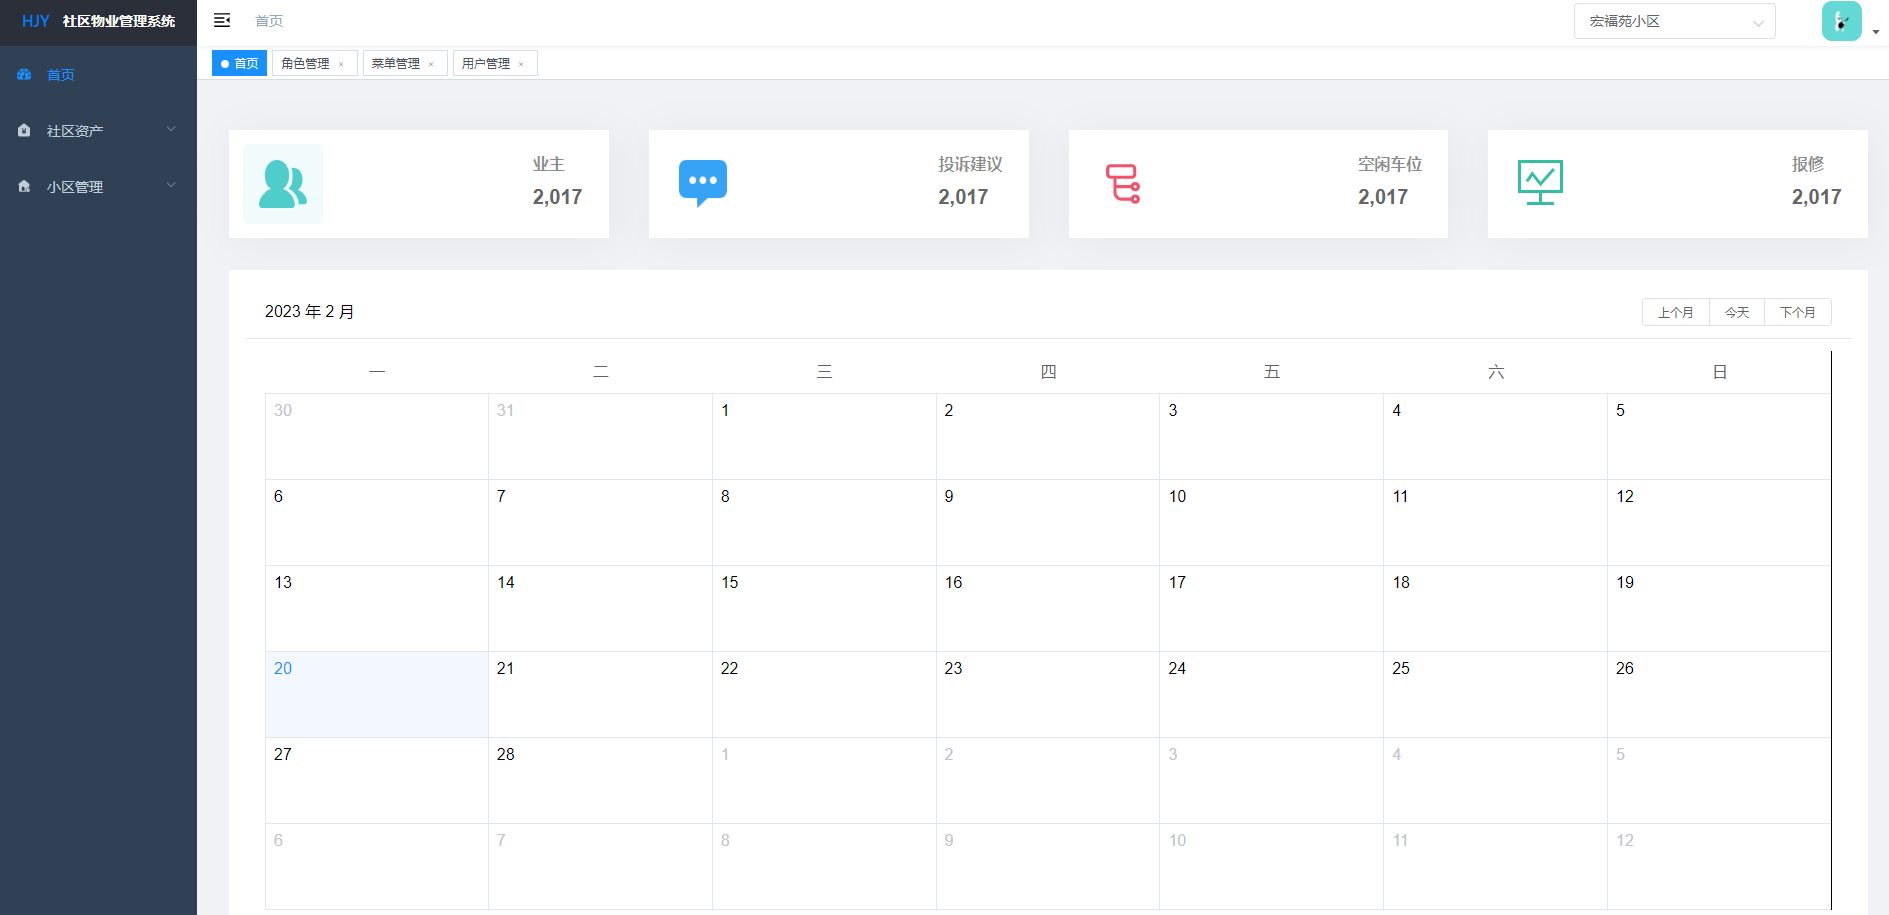 HJY 社区物业管理系统
首页
宏福苑小区
首页
角色管理 ×
菜单管理 ×
用户管理 ×
首页
社区资产
小区管理
业主
2,017
投诉建议
2,017
空闲车位
2,017
报修
2,017
2023 年 2 月
上个月 今天 下个月
一 二 三 四 五 六 日
30 31 1 2 3 4 5
6 7 8 9 10 11 12
13 14 15 16 17 18 19
20 21 22 23 24 25 26
27 28 1 2 3 4 5
6 7 8 9 10 11 12